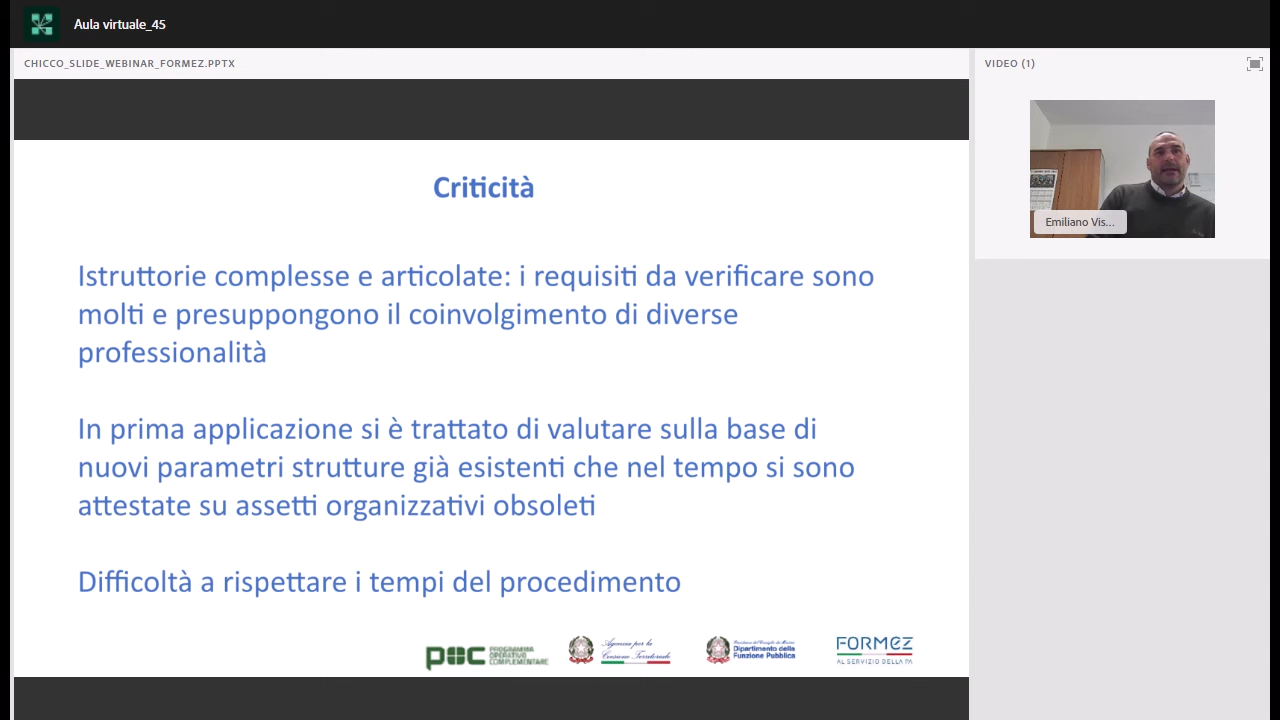 Aula virtuale_45
CHICCO_SLIDE_WEBINAR_FORMEZ.PPTX
VIDEO (1)
Criticità
Istruttorie complesse e articolate: i requisiti da verificare sono
molti e presuppongono il coinvolgimento di diverse
professionalità
In prima applicazione si è trattato di valutare sulla base di
nuovi parametri strutture già esistenti che nel tempo si sono
attestate su assetti organizzativi obsoleti
Difficoltà a rispettare i tempi del procedimento
Emiliano Vis...
POC PROGRAMMA
OPERATIVO
COMPLEMENTARE
Agenzia per la
Coesione Territoriale
Dipartimento della
Funzione Pubblica
FORMEZ
AL SERVIZIO DELLA PA